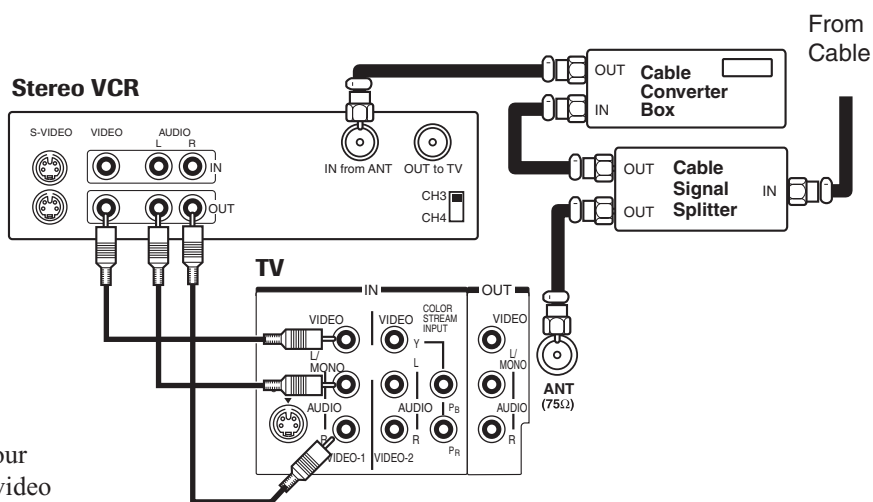 From
Cable
OUT
Cable
Converter
Box
IN
Stereo VCR
S-VIDEO VIDEO AUDIO
L R
IN
OUT
IN from ANT OUT to TV
CH3
CH4
OUT
Cable
Signal
Splitter
IN
OUT
TV
IN
OUT
VIDEO
VIDEO
COLOR
STREAM
INPUT
VIDEO
Y
L/
MONO
L
L/
MONO
AUDIO
AUDIO
PB
AUDIO
R
R
PR
R
VIDEO-1
VIDEO-2
ANT
(75Ω)
our
video